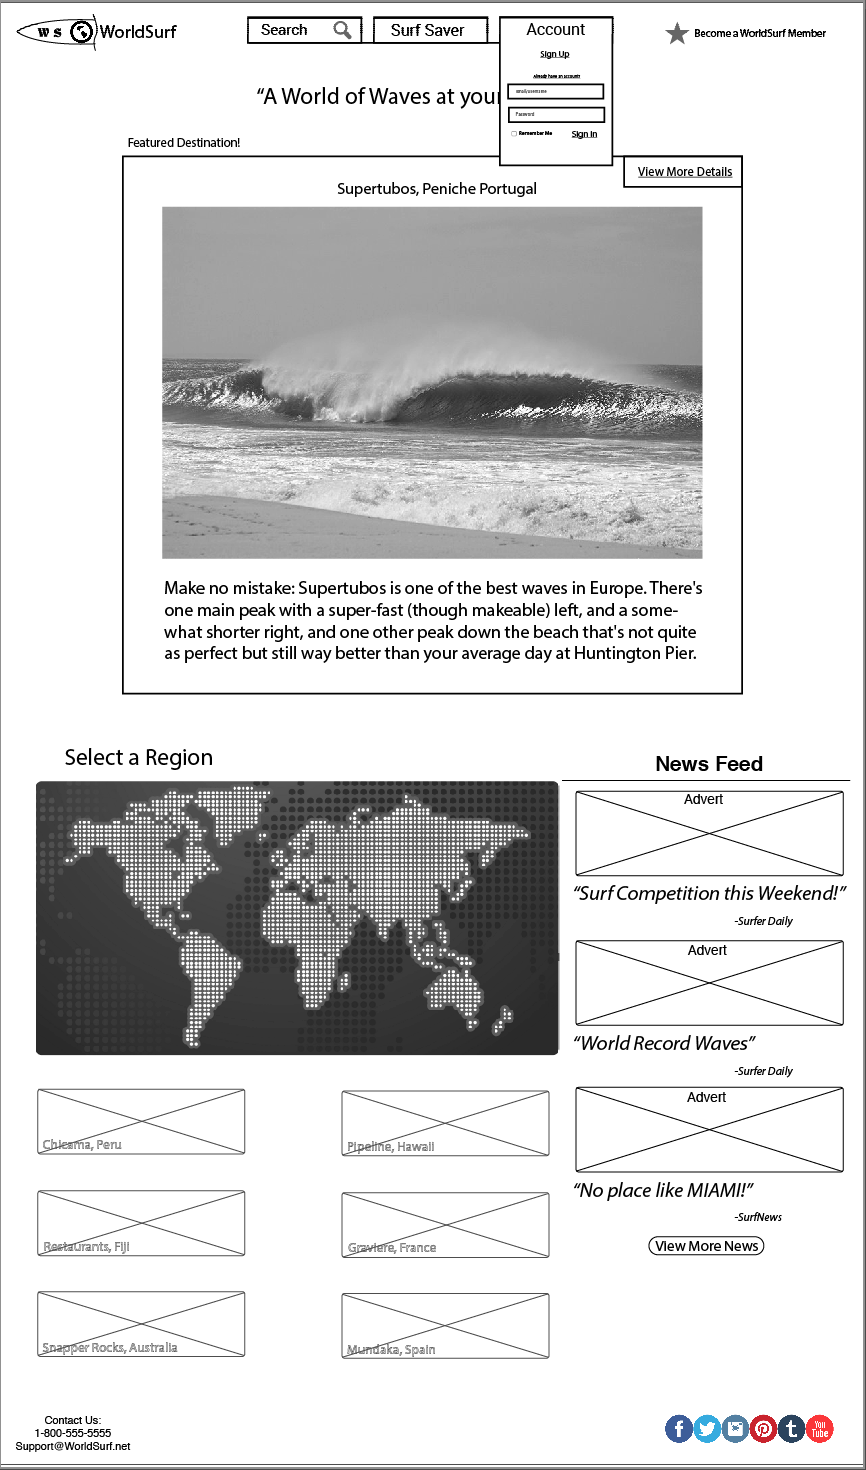 W S WorldSurf
Search
Surf Saver
Account
Become a WorldSurf Member
Sign Up
Already have an account?
email/username
Password
Remember Me
Sign In
“A World of Waves at your
Featured Destination!
View More Details
Supertubos, Peniche Portugal
Make no mistake: Supertubos is one of the best waves in Europe. There's
one main peak with a super-fast (though makeable) left, and a some-
what shorter right, and one other peak down the beach that's not quite
as perfect but still way better than your average day at Huntington Pier.
Select a Region
Chicama, Peru
Pipeline, Hawaii
Restaurants, Fiji
Graviere, France
Snapper Rocks, Australia
Mundaka, Spain
News Feed
Advert
“Surf Competition this Weekend!”
-Surfer Daily
Advert
“World Record Waves”
-Surfer Daily
Advert
“No place like MIAMI!”
-SurfNews
View More News
Contact Us:
1-800-555-5555
Support@WorldSurf.net
You
Tube